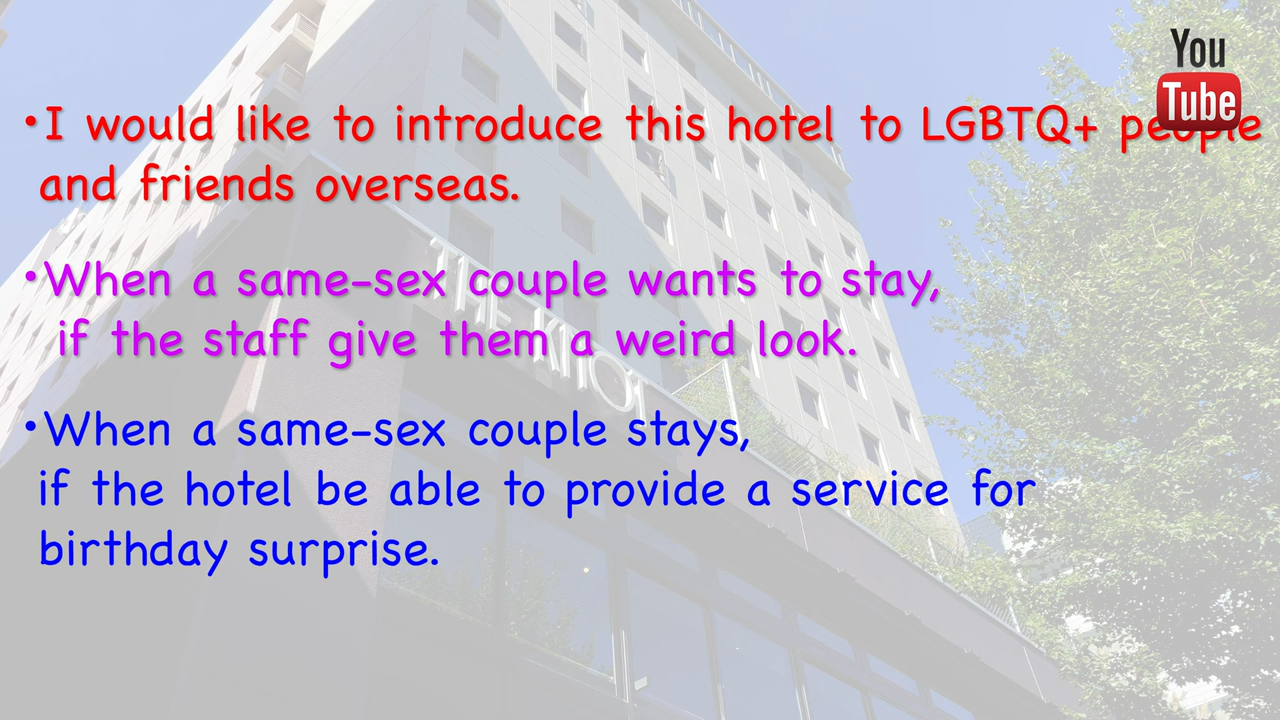 You
Tube
•I would like to introduce this hotel to LGBTQ+ people
and friends overseas.
•When a same-sex couple wants to stay,
if the staff give them a weird look.
•When a same-sex couple stays,
if the hotel be able to provide a service for
birthday surprise.